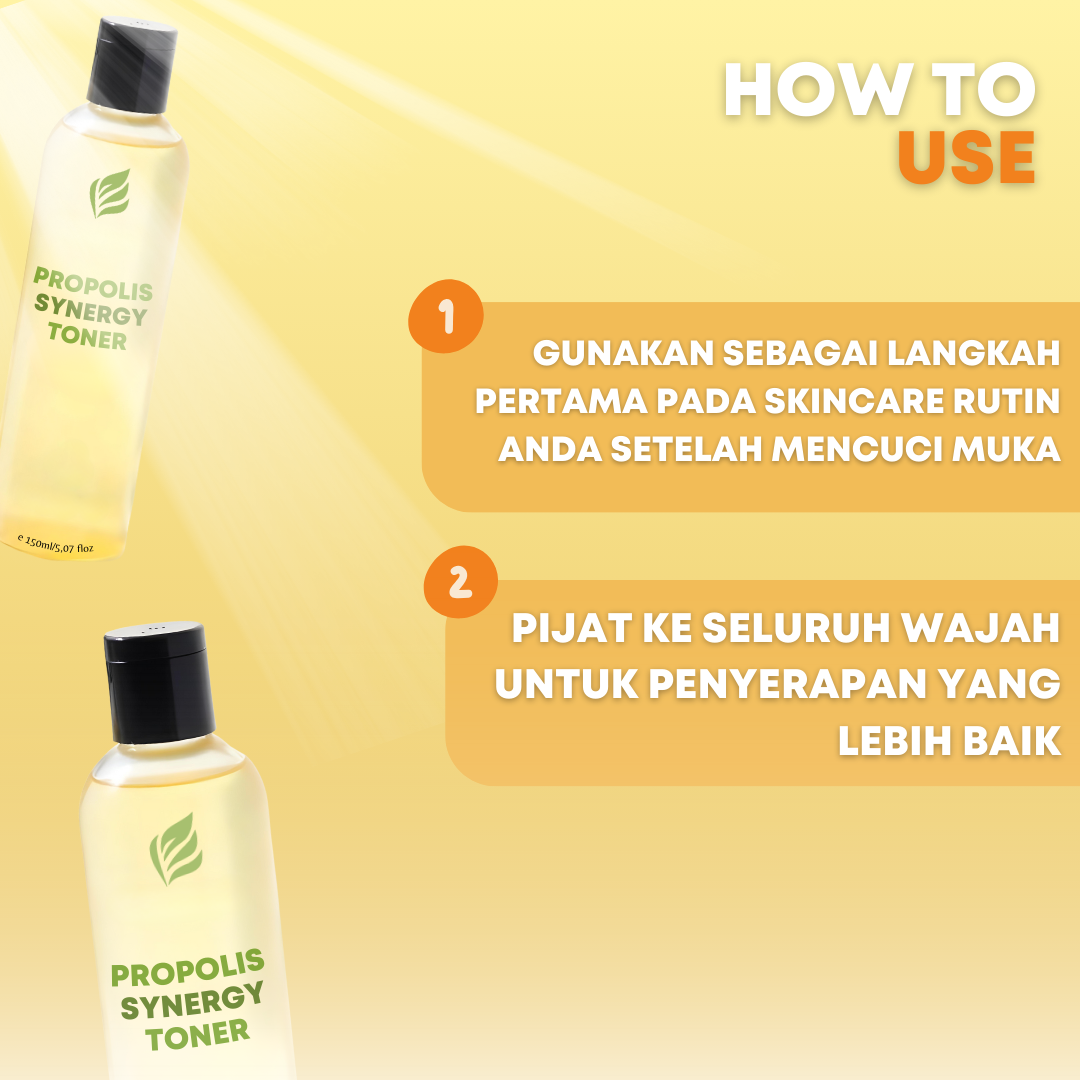 HOW TO
USE
1
GUNAKAN SEBAGAI LANGKAH
PERTAMA PADA SKINCARE RUTIN
ANDA SETELAH MENCUCI MUKA
2
PIJAT KE SELURUH WAJAH
UNTUK PENYERAPAN YANG
LEBIH BAIK
PROPOLIS
SYNERGY
TONER
e 150ml/5,07 floz
PROPOLIS
SYNERGY
TONER